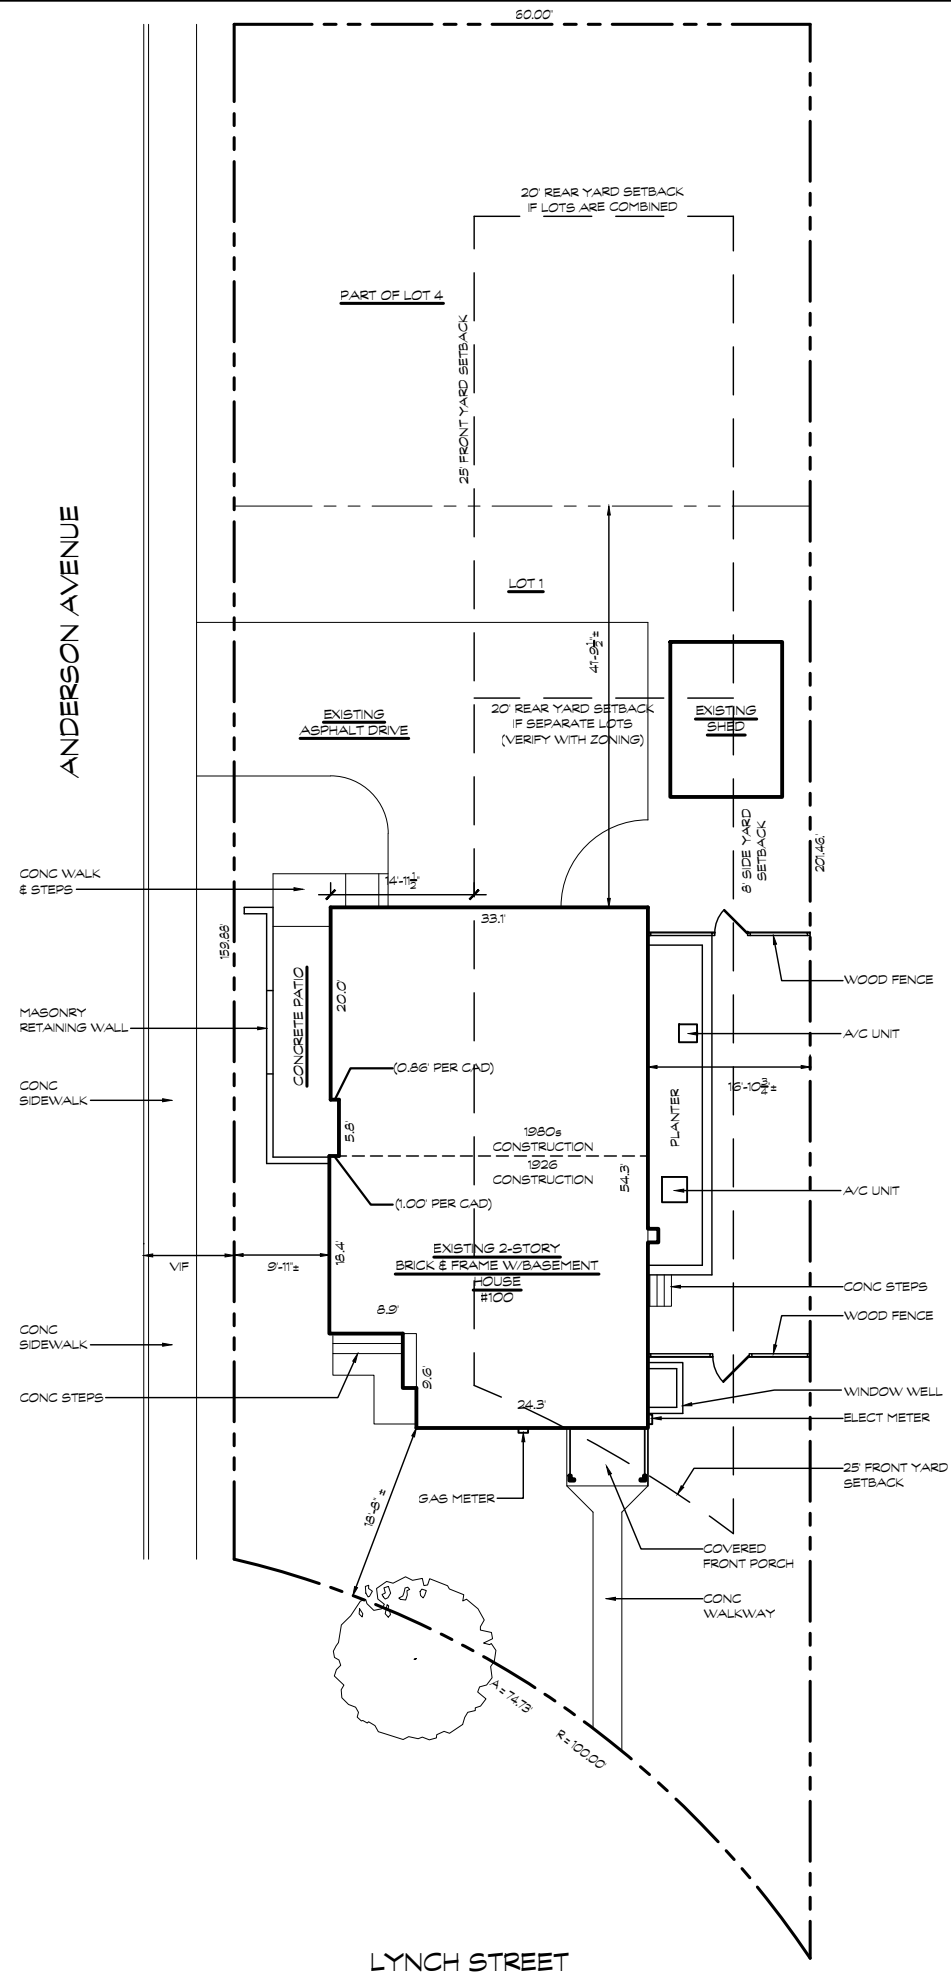 60.00'
20' REAR YARD SETBACK
IF LOTS ARE COMBINED
PART OF LOT 4
25' FRONT YARD SETBACK
ANDERSON AVENUE
LOT 1
41'-9½"±
20' REAR YARD SETBACK
IF SEPARATE LOTS
(VERIFY WITH ZONING)
EXISTING
ASPHALT DRIVE
EXISTING
SHED
8' SIDE YARD
SETBACK
201.46'
CONC WALK
& STEPS
14'-11½"
33.1'
159.88'
WOOD FENCE
CONCRETE PATIO
20.0'
MASONRY
RETAINING WALL
A/C UNIT
(0.86' PER CAD)
CONC
SIDEWALK
16'-10¾"±
PLANTER
5.8'
1980s
CONSTRUCTION
1926
CONSTRUCTION
54.3'
A/C UNIT
(1.00' PER CAD)
18.4'
EXISTING 2-STORY
BRICK & FRAME W/BASEMENT
HOUSE
#100
VIF
9'-11"±
CONC STEPS
8.9'
WOOD FENCE
CONC
SIDEWALK
9.6'
CONC STEPS
24.3'
WINDOW WELL
ELECT METER
25' FRONT YARD
SETBACK
GAS METER
18'-8" ±
COVERED
FRONT PORCH
CONC
WALKWAY
A = 74.73'
R = 100.00'
LYNCH STREET